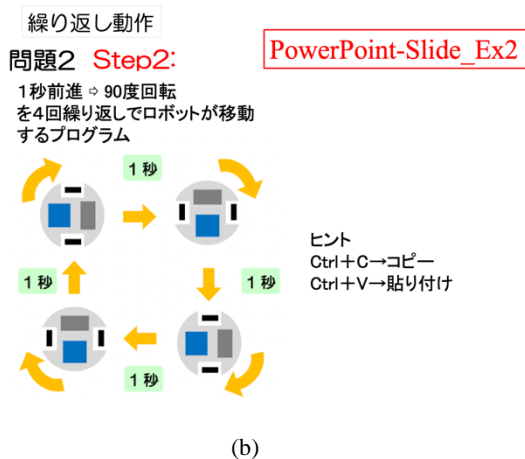 繰り返し動作
PowerPoint-Slide_Ex2
問題2 Step2:
1秒前進⇨90度回転
を4回繰り返しでロボットが移動
するプログラム
1秒
1秒
1秒
1秒
ヒント
Ctrl+C→コピー
Ctrl+V→貼り付け
(b)